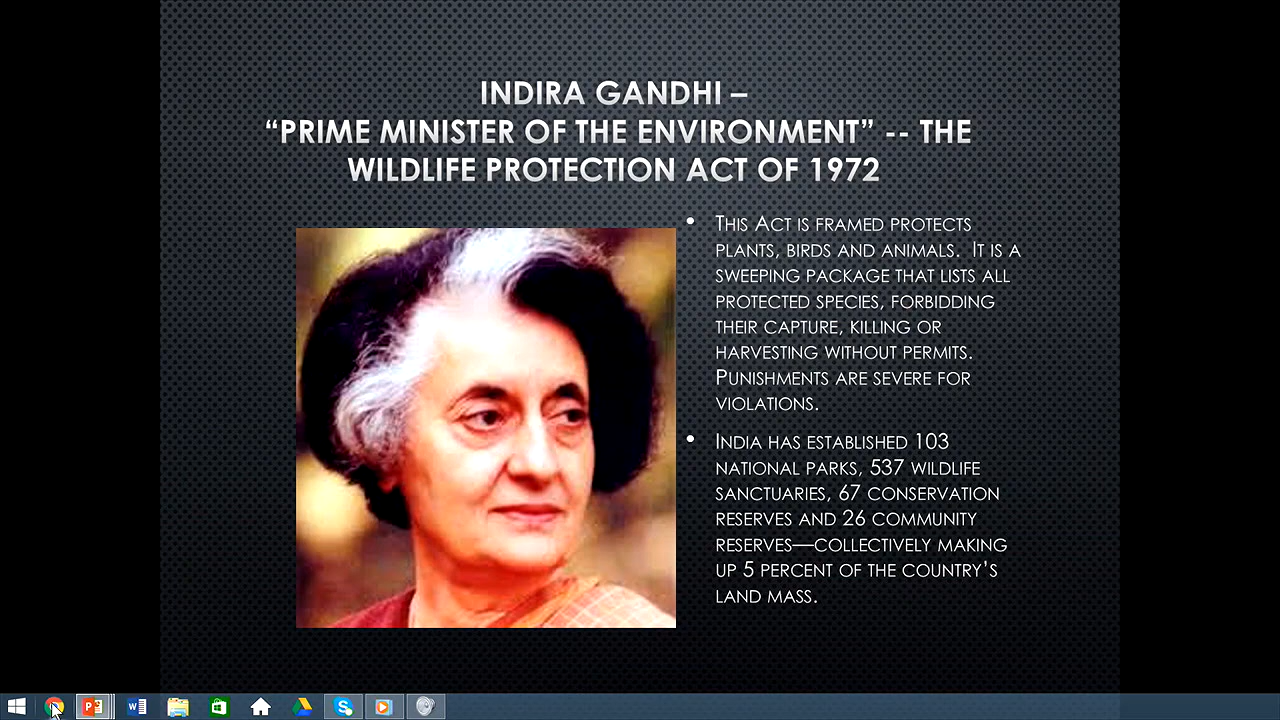 INDIRA GANDHI –
“PRIME MINISTER OF THE ENVIRONMENT” -- THE
WILDLIFE PROTECTION ACT OF 1972
• THIS ACT IS FRAMED PROTECTS
PLANTS, BIRDS AND ANIMALS.  IT IS A
SWEEPING PACKAGE THAT LISTS ALL
PROTECTED SPECIES, FORBIDDING
THEIR CAPTURE, KILLING OR
HARVESTING WITHOUT PERMITS.
PUNISHMENTS ARE SEVERE FOR
VIOLATIONS.
• INDIA HAS ESTABLISHED 103
NATIONAL PARKS, 537 WILDLIFE
SANCTUARIES, 67 CONSERVATION
RESERVES AND 26 COMMUNITY
RESERVES—COLLECTIVELY MAKING
UP 5 PERCENT OF THE COUNTRY’S
LAND MASS.